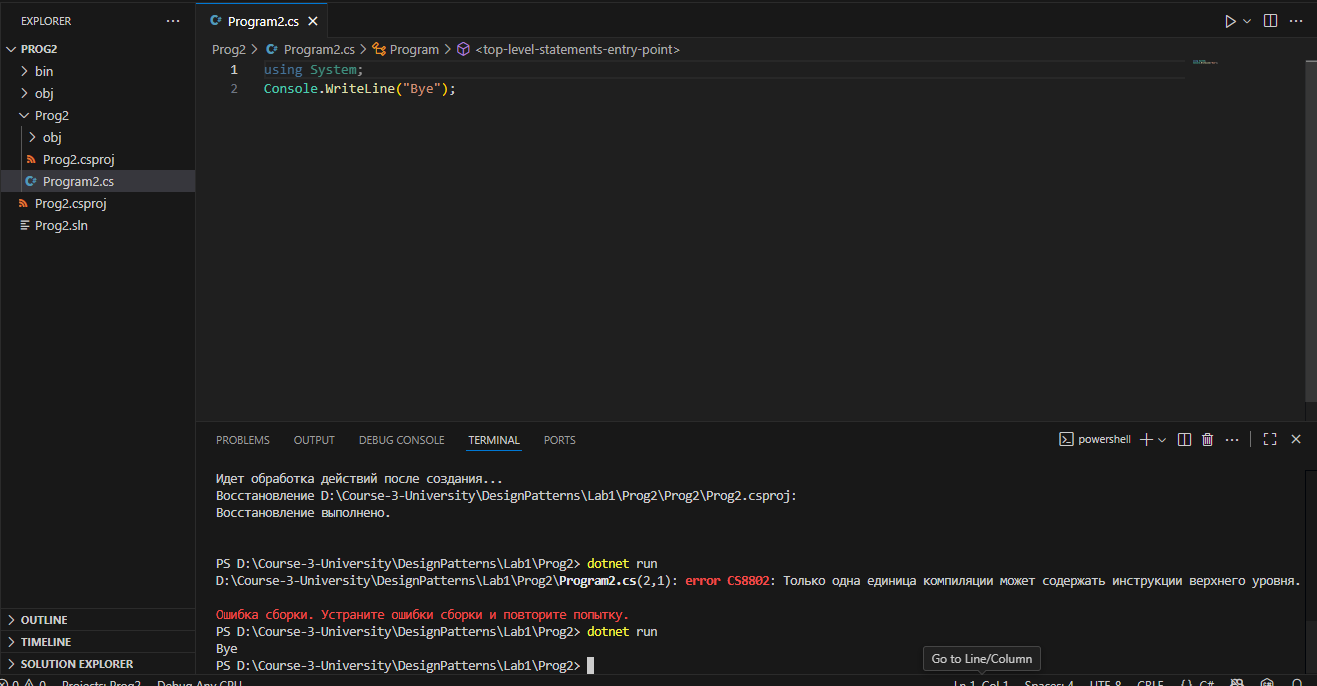 EXPLORER
PROG2
bin
obj
Prog2
obj
Prog2.csproj
Program2.cs
Prog2.csproj
Prog2.sln
OUTLINE
TIMELINE
SOLUTION EXPLORER
Program2.cs
Prog2 > Program2.cs > Program > <top-level-statements-entry-point>
1 using System;
2 Console.WriteLine("Bye");
PROBLEMS OUTPUT DEBUG CONSOLE TERMINAL PORTS powershell
Идет обработка действий после создания...
Восстановление D:\Course-3-University\DesignPatterns\Lab1\Prog2\Prog2\Prog2.csproj:
Восстановление выполнено.
PS D:\Course-3-University\DesignPatterns\Lab1\Prog2> dotnet run
D:\Course-3-University\DesignPatterns\Lab1\Prog2\Program2.cs(2,1): error CS8802: Только одна единица компиляции может содержать инструкции верхнего уровня.
Ошибка сборки. Устраните ошибки сборки и повторите попытку.
PS D:\Course-3-University\DesignPatterns\Lab1\Prog2> dotnet run
Bye
PS D:\Course-3-University\DesignPatterns\Lab1\Prog2>
Go to Line/Column
0 0 Projects: Prog2 Debug Any CPU Ln 1, Col 1 Spaces: 4 UTF-8 CRLF {} C#